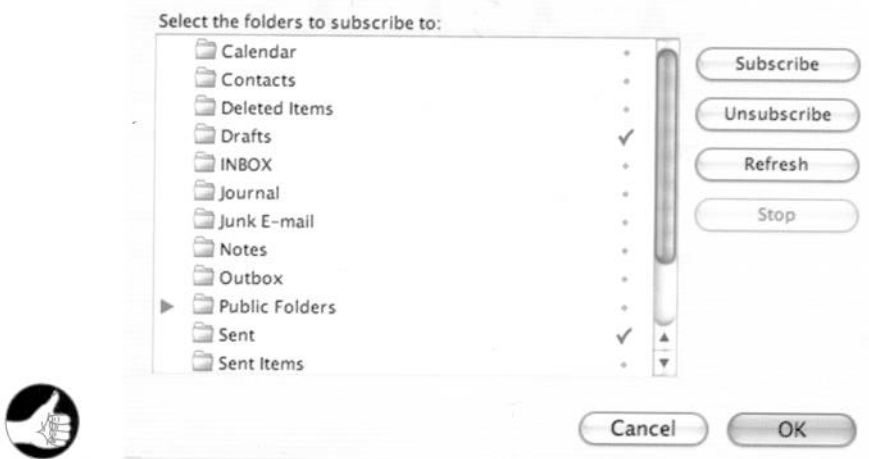 Select the folders to subscribe to:
Calendar
Contacts
Deleted Items
Drafts
INBOX
Journal
Junk E-mail
Notes
Outbox
Public Folders
Sent
Sent Items
Subscribe
Unsubscribe
Refresh
Stop
Cancel
OK